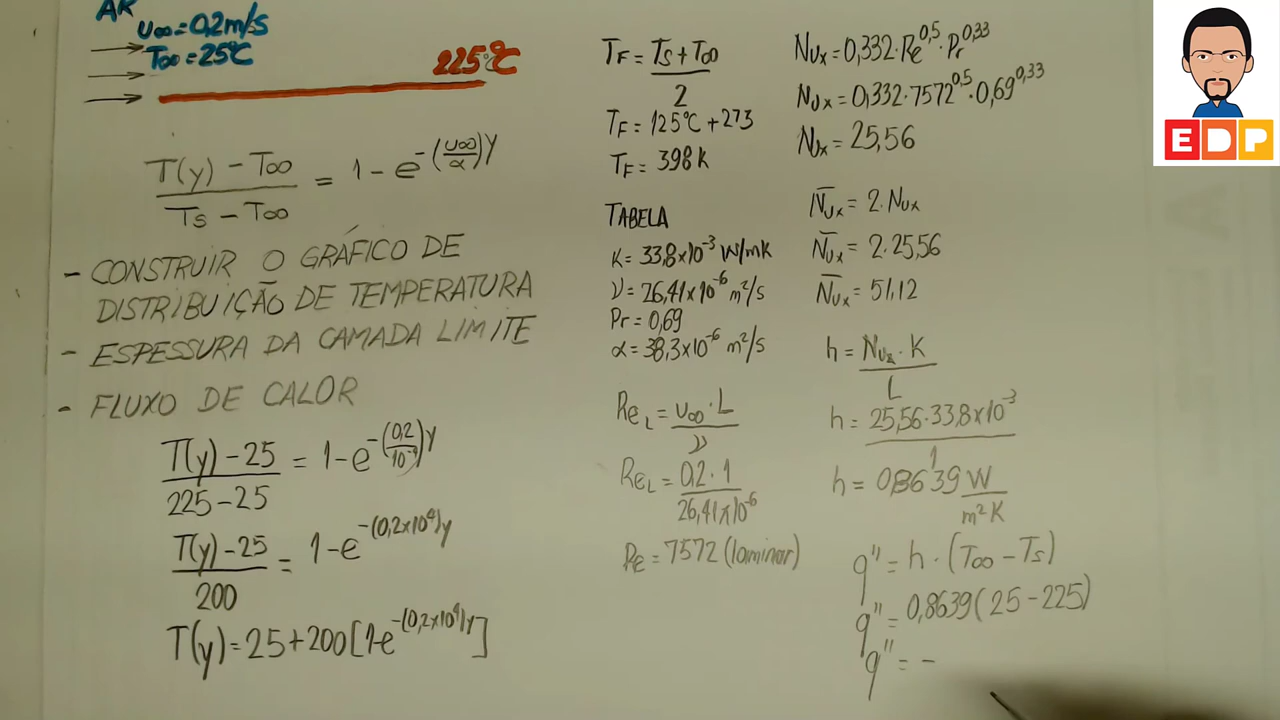 AR
u∞ = 0,2 m/s
T∞ = 25°C
225°C
T(y) - T∞ / Ts - T∞ = 1 - e^-(u∞/α)y
- CONSTRUIR O GRÁFICO DE
DISTRIBUIÇÃO DE TEMPERATURA
- ESPESSURA DA CAMADA LIMITE
- FLUXO DE CALOR
T(y) - 25 / 225 - 25 = 1 - e^-(0,2/10^-4)y
T(y) - 25 / 200 = 1 - e^-(0,2x10^4)y
T(y) = 25 + 200 [1-e^-(0,2x10^4)y]
TF = Ts + T∞ / 2
TF = 125°C + 273
TF = 398 K
TABELA
K = 33,8x10^-3 W/mK
ν = 26,41x10^-6 m²/s
Pr = 0,69
α = 38,3x10^-6 m²/s
ReL = u∞ · L / ν
ReL = 0,2 · 1 / 26,41x10^-6
Re = 7572 (laminar)
Nux = 0,332 · Re^0,5 · Pr^0,33
Nux = 0,332 · 7572^0,5 · 0,69^0,33
Nux = 25,56
N̅ux = 2 · Nux
N̅ux = 2 · 25,56
N̅ux = 51,12
h = Nux · K / L
h = 25,56 · 33,8x10^-3 / 1
h = 0,8639 W / m²K
q" = h · (T∞ - Ts)
q" = 0,8639 (25 - 225)
q" = -
EDP